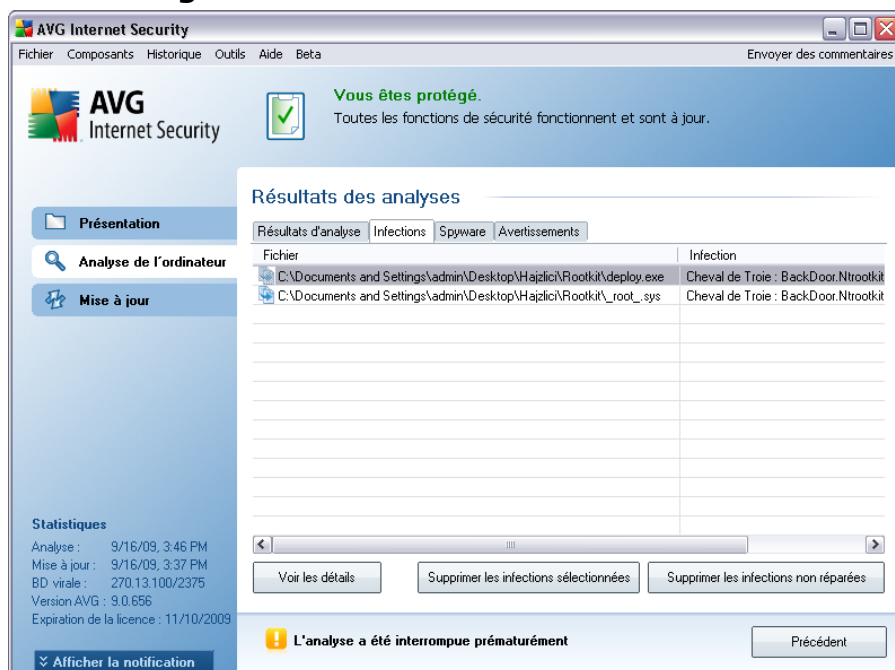 AVG Internet Security
Fichier Composants Historique Outils Aide Beta Envoyer des commentaires
AVG
Internet Security
Vous êtes protégé.
Toutes les fonctions de sécurité fonctionnent et sont à jour.
Présentation
Analyse de l'ordinateur
Mise à jour
Résultats des analyses
Résultats d'analyse Infections Spyware Avertissements
Fichier Infection
C:\Documents and Settings\admin\Desktop\Hajzlici\Rootkit\deploy.exe Cheval de Troie : BackDoor.Ntrootkit
C:\Documents and Settings\admin\Desktop\Hajzlici\Rootkit\_root_.sys Cheval de Troie : BackDoor.Ntrootkit
Voir les détails Supprimer les infections sélectionnées Supprimer les infections non réparées
Statistiques
Analyse : 9/16/09, 3:46 PM
Mise à jour : 9/16/09, 3:37 PM
BD virale : 270.13.100/2375
Version AVG : 9.0.656
Expiration de la licence : 11/10/2009
Afficher la notification
L'analyse a été interrompue prématurément
Précédent